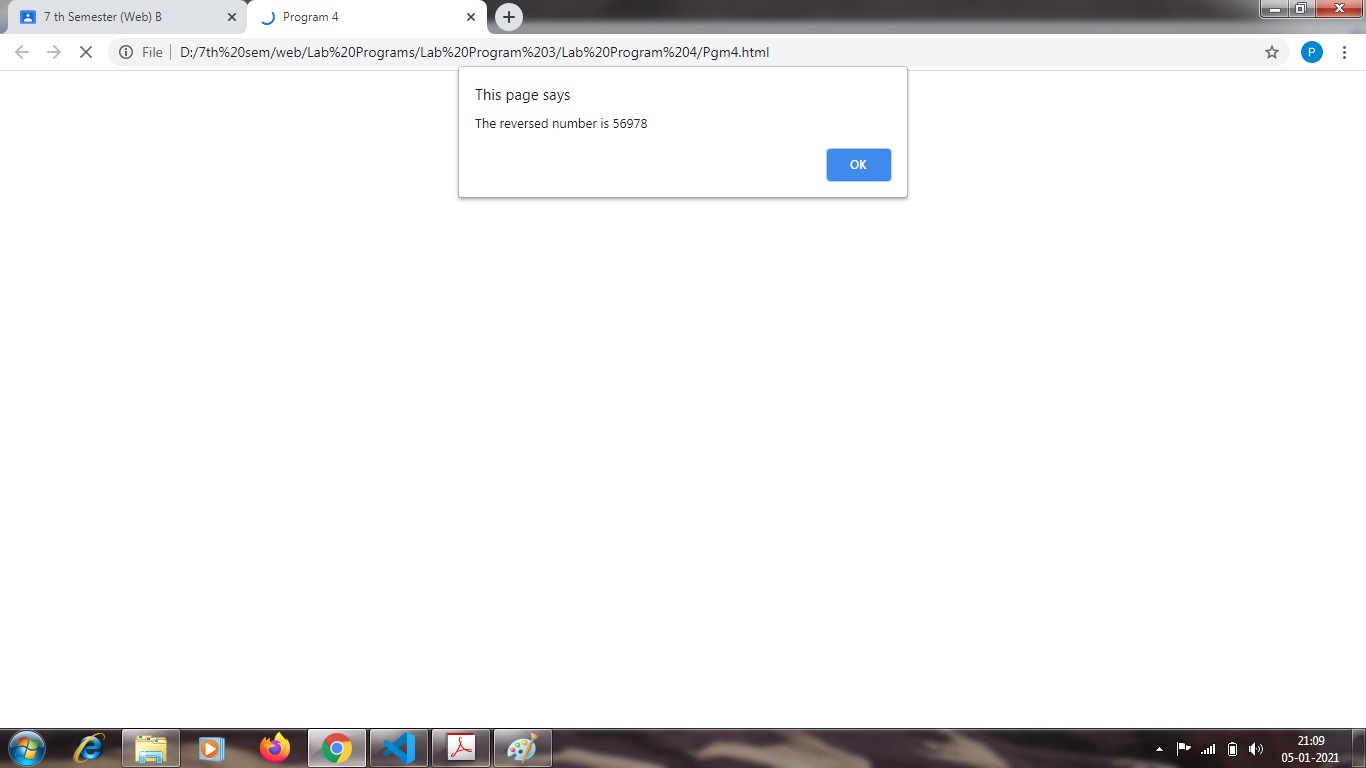 7 th Semester (Web) B
Program 4
File
D:/7th%20sem/web/Lab%20Programs/Lab%20Program%203/Lab%20Program%204/Pgm4.html
P
This page says
The reversed number is 56978
OK
21:09
05-01-2021